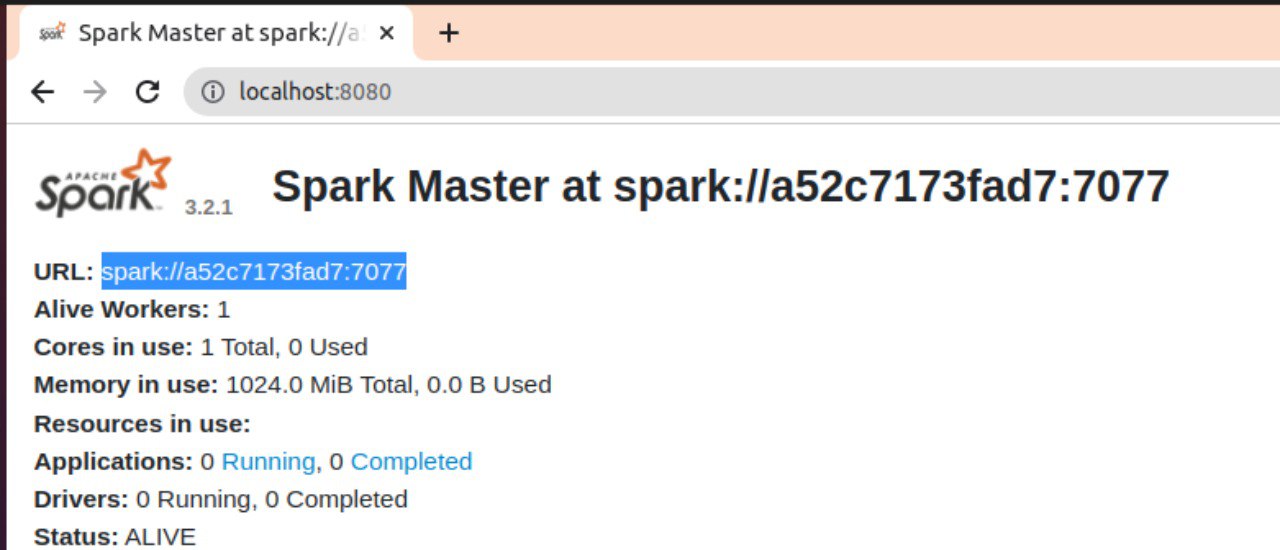 Spark Master at spark://a
localhost:8080
APACHE
Spark 3.2.1
Spark Master at spark://a52c7173fad7:7077
URL: spark://a52c7173fad7:7077
Alive Workers: 1
Cores in use: 1 Total, 0 Used
Memory in use: 1024.0 MiB Total, 0.0 B Used
Resources in use:
Applications: 0 Running, 0 Completed
Drivers: 0 Running, 0 Completed
Status: ALIVE